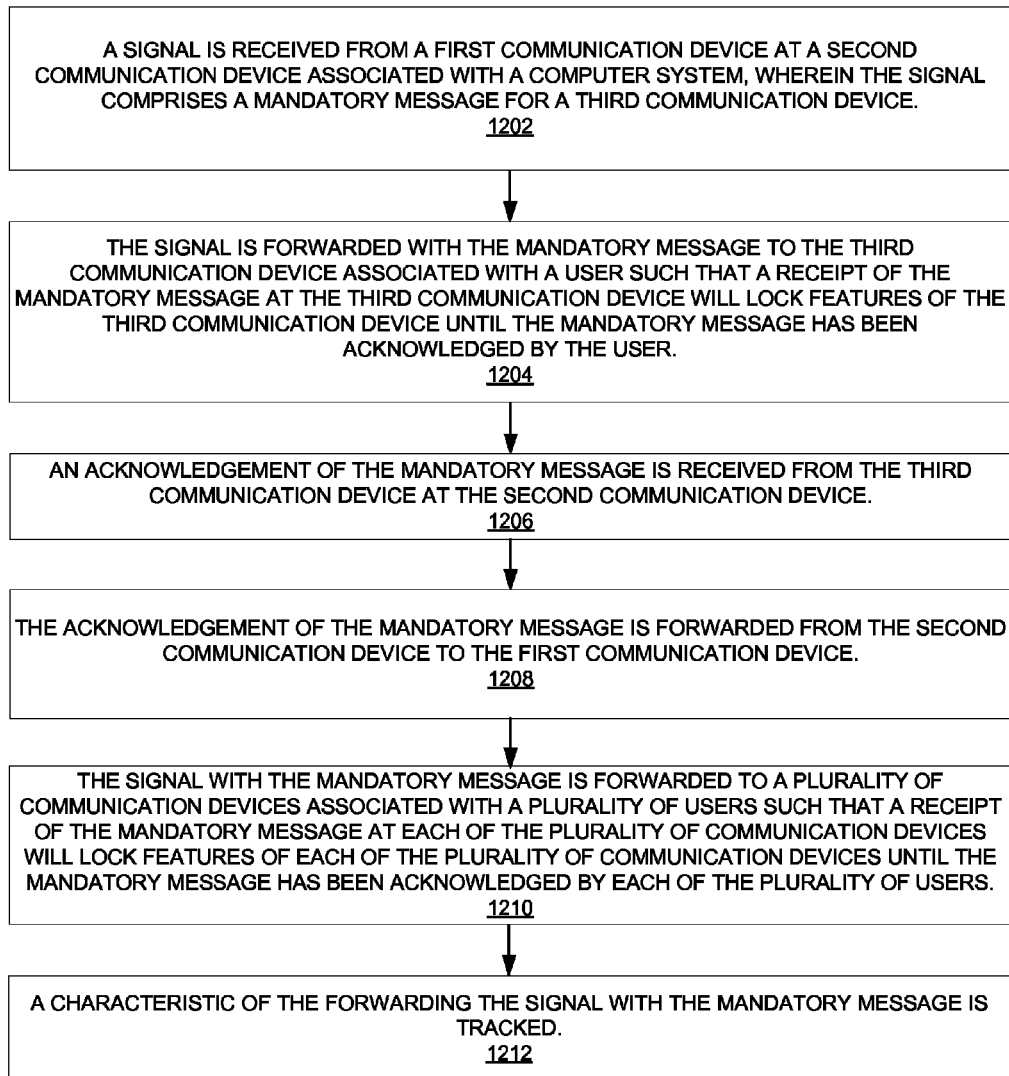 A SIGNAL IS RECEIVED FROM A FIRST COMMUNICATION DEVICE AT A SECOND
COMMUNICATION DEVICE ASSOCIATED WITH A COMPUTER SYSTEM, WHEREIN THE SIGNAL
COMPRISES A MANDATORY MESSAGE FOR A THIRD COMMUNICATION DEVICE.
1202
THE SIGNAL IS FORWARDED WITH THE MANDATORY MESSAGE TO THE THIRD
COMMUNICATION DEVICE ASSOCIATED WITH A USER SUCH THAT A RECEIPT OF THE
MANDATORY MESSAGE AT THE THIRD COMMUNICATION DEVICE WILL LOCK FEATURES OF THE
THIRD COMMUNICATION DEVICE UNTIL THE MANDATORY MESSAGE HAS BEEN
ACKNOWLEDGED BY THE USER.
1204
AN ACKNOWLEDGEMENT OF THE MANDATORY MESSAGE IS RECEIVED FROM THE THIRD
COMMUNICATION DEVICE AT THE SECOND COMMUNICATION DEVICE.
1206
THE ACKNOWLEDGEMENT OF THE MANDATORY MESSAGE IS FORWARDED FROM THE SECOND
COMMUNICATION DEVICE TO THE FIRST COMMUNICATION DEVICE.
1208
THE SIGNAL WITH THE MANDATORY MESSAGE IS FORWARDED TO A PLURALITY OF
COMMUNICATION DEVICES ASSOCIATED WITH A PLURALITY OF USERS SUCH THAT A RECEIPT
OF THE MANDATORY MESSAGE AT EACH OF THE PLURALITY OF COMMUNICATION DEVICES
WILL LOCK FEATURES OF EACH OF THE PLURALITY OF COMMUNICATION DEVICES UNTIL THE
MANDATORY MESSAGE HAS BEEN ACKNOWLEDGED BY EACH OF THE PLURALITY OF USERS.
1210
A CHARACTERISTIC OF THE FORWARDING THE SIGNAL WITH THE MANDATORY MESSAGE IS
TRACKED.
1212